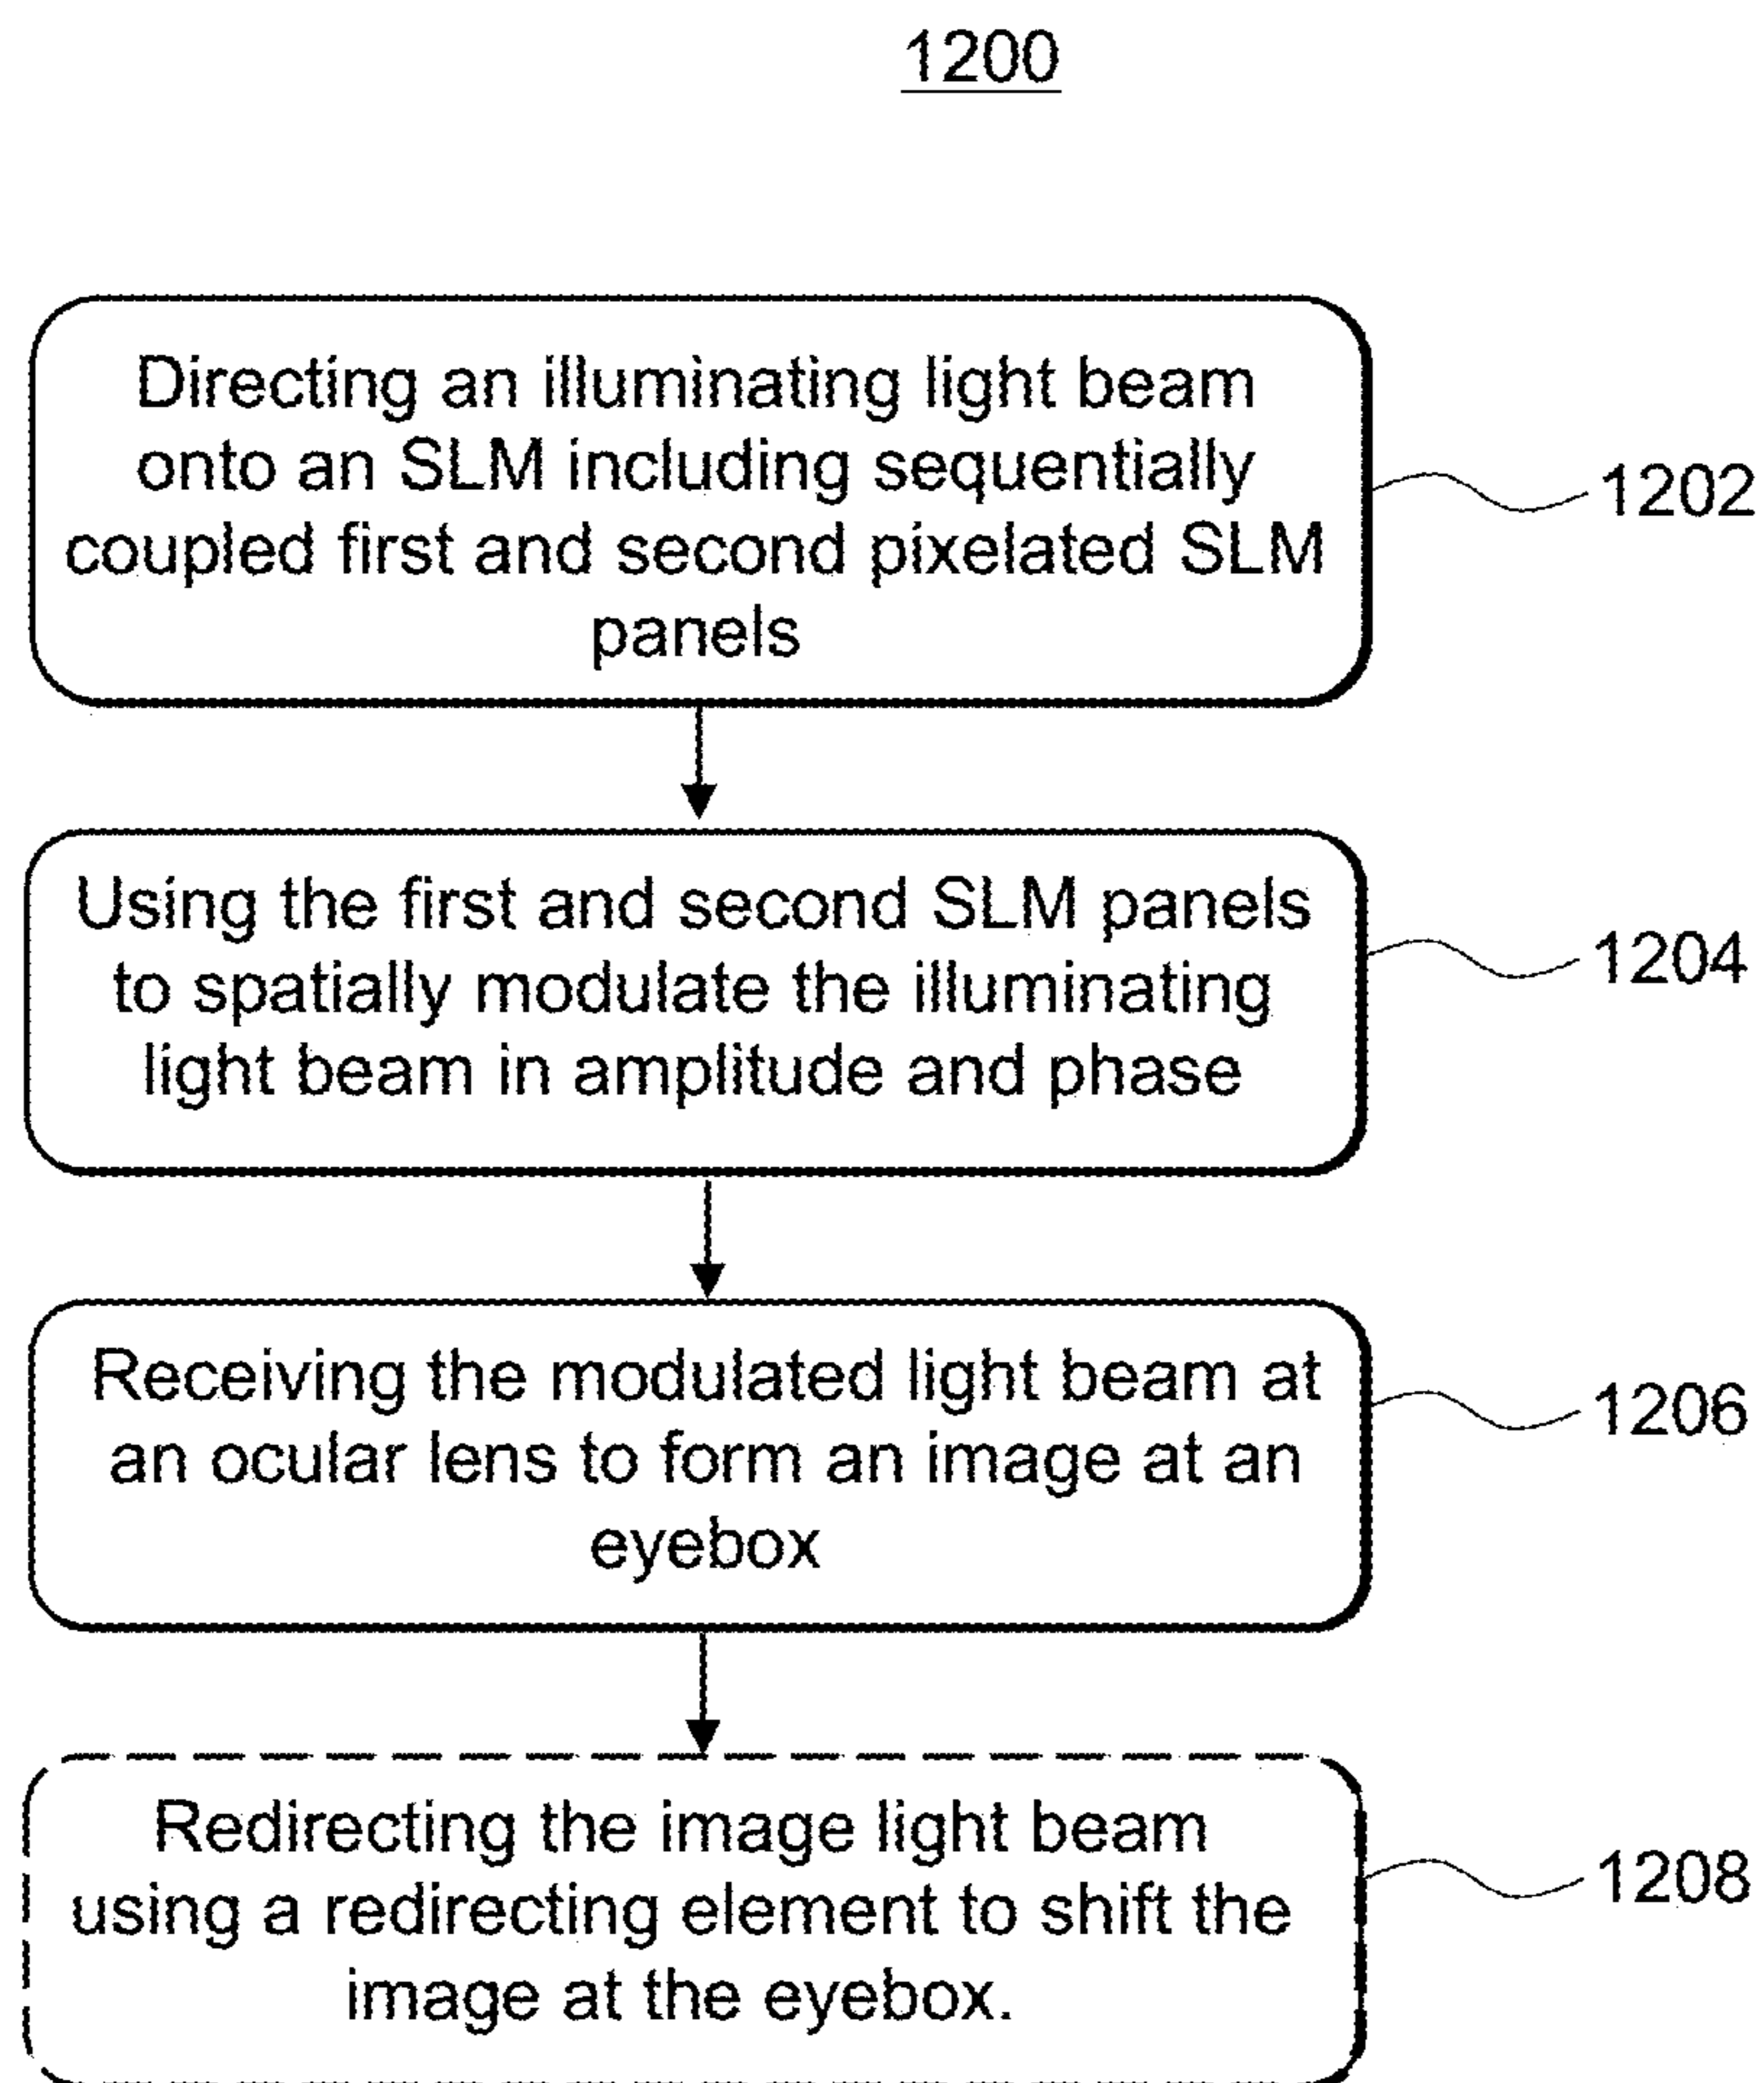 1200
Directing an illuminating light beam
onto an SLM including sequentially
coupled first and second pixelated SLM
panels
1202
Using the first and second SLM panels
to spatially modulate the illuminating
light beam in amplitude and phase
1204
Receiving the modulated light beam at
an ocular lens to form an image at an
eyebox
1206
Redirecting the image light beam
using a redirecting element to shift the
image at the eyebox.
1208